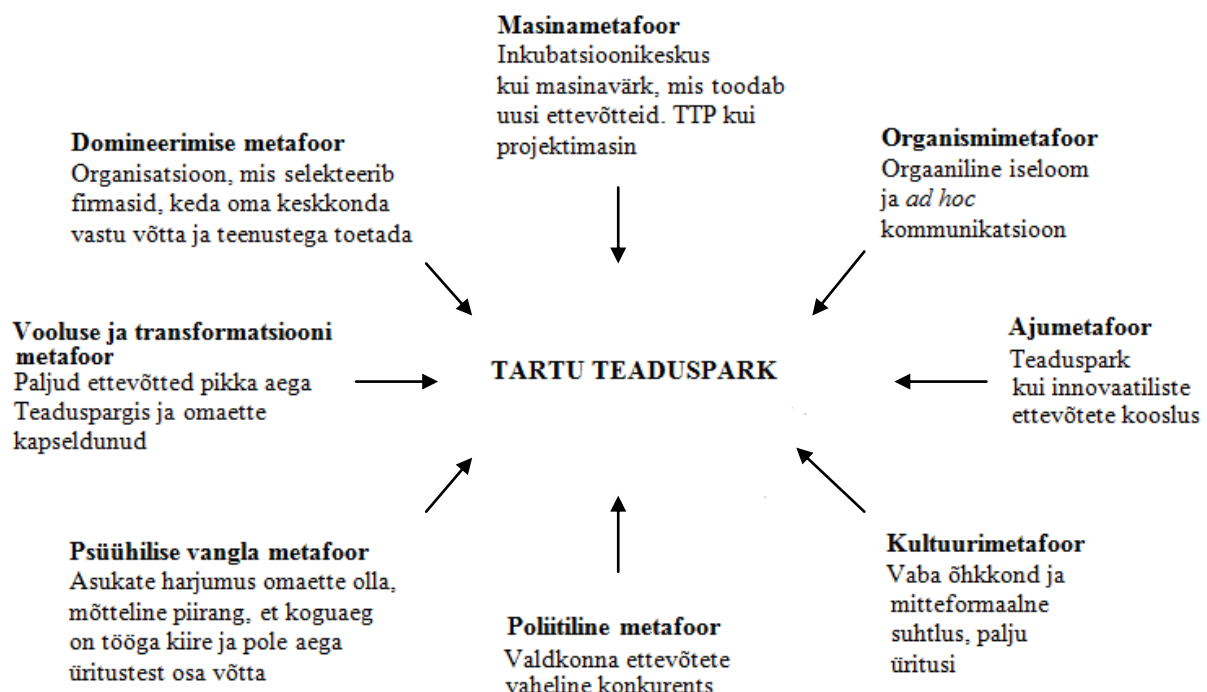 Masinametafoor
Inkubatsioonikeskus
kui masinavärk, mis toodab
uusi ettevõtteid. TTP kui
projektimasin
Domineerimise metafoor
Organisatsioon, mis selekteerib
firmasid, keda oma keskkonda
vastu võtta ja teenustega toetada
Organismimetafoor
Orgaaniline iseloom
ja ad hoc
kommunikatsioon
Vooluse ja transformatsiooni
metafoor
Paljud ettevõtted pikka aega
Teaduspargis ja omaette
kapseldunud
TARTU TEADUSPARK
Ajumetafoor
Teaduspark
kui innovaatiliste
ettevõtete kooslus
Psüühilise vangla metafoor
Asukate harjumus omaette olla,
mõtteline piirang, et koguaeg
on tööga kiire ja pole aega
üritustest osa võtta
Poliitiline metafoor
Valdkonna ettevõtete
vaheline konkurents
Kultuurimetafoor
Vaba õhkkond ja
mitteformaalne
suhtlus, palju
üritusi